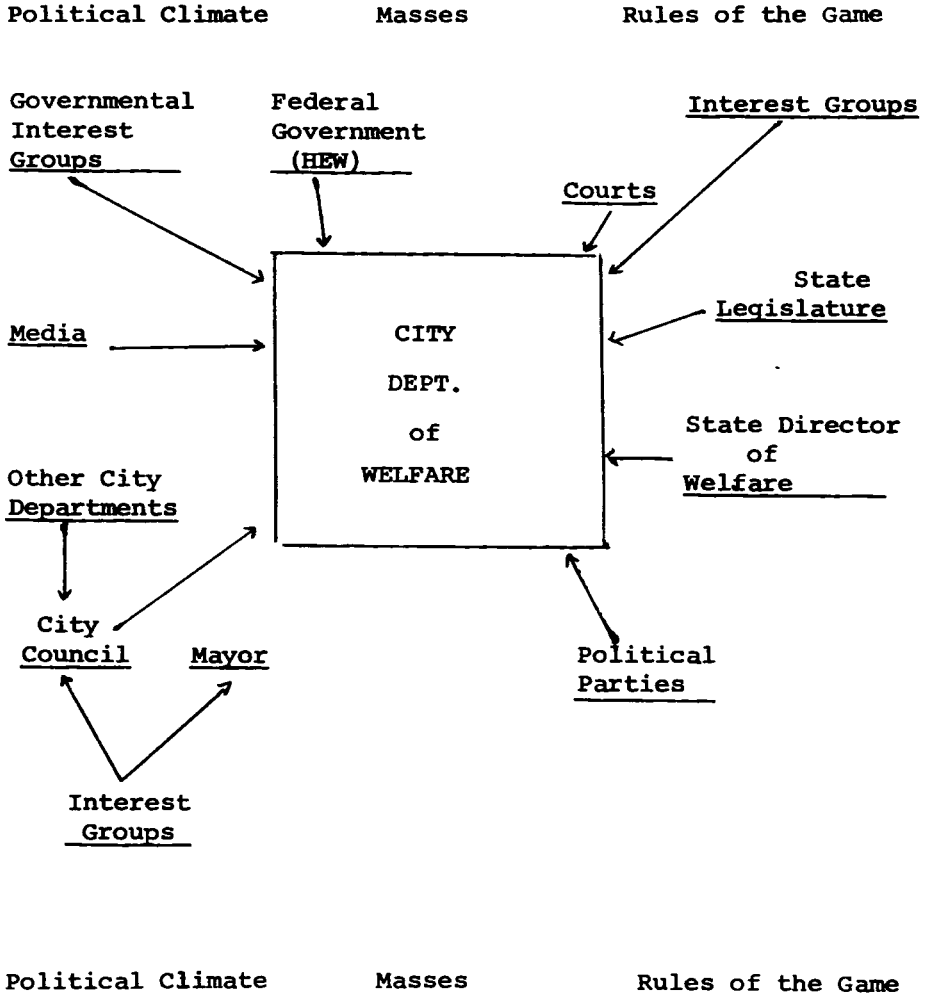 Political Climate Masses Rules of the Game
Governmental
Interest
Groups
Federal
Government
(HEW)
Interest Groups
Courts
State
Legislature
Media
CITY
DEPT.
of
WELFARE
State Director
of
Welfare
Other City
Departments
City
Council
Mayor
Political
Parties
Interest
Groups
Political Climate Masses Rules of the Game